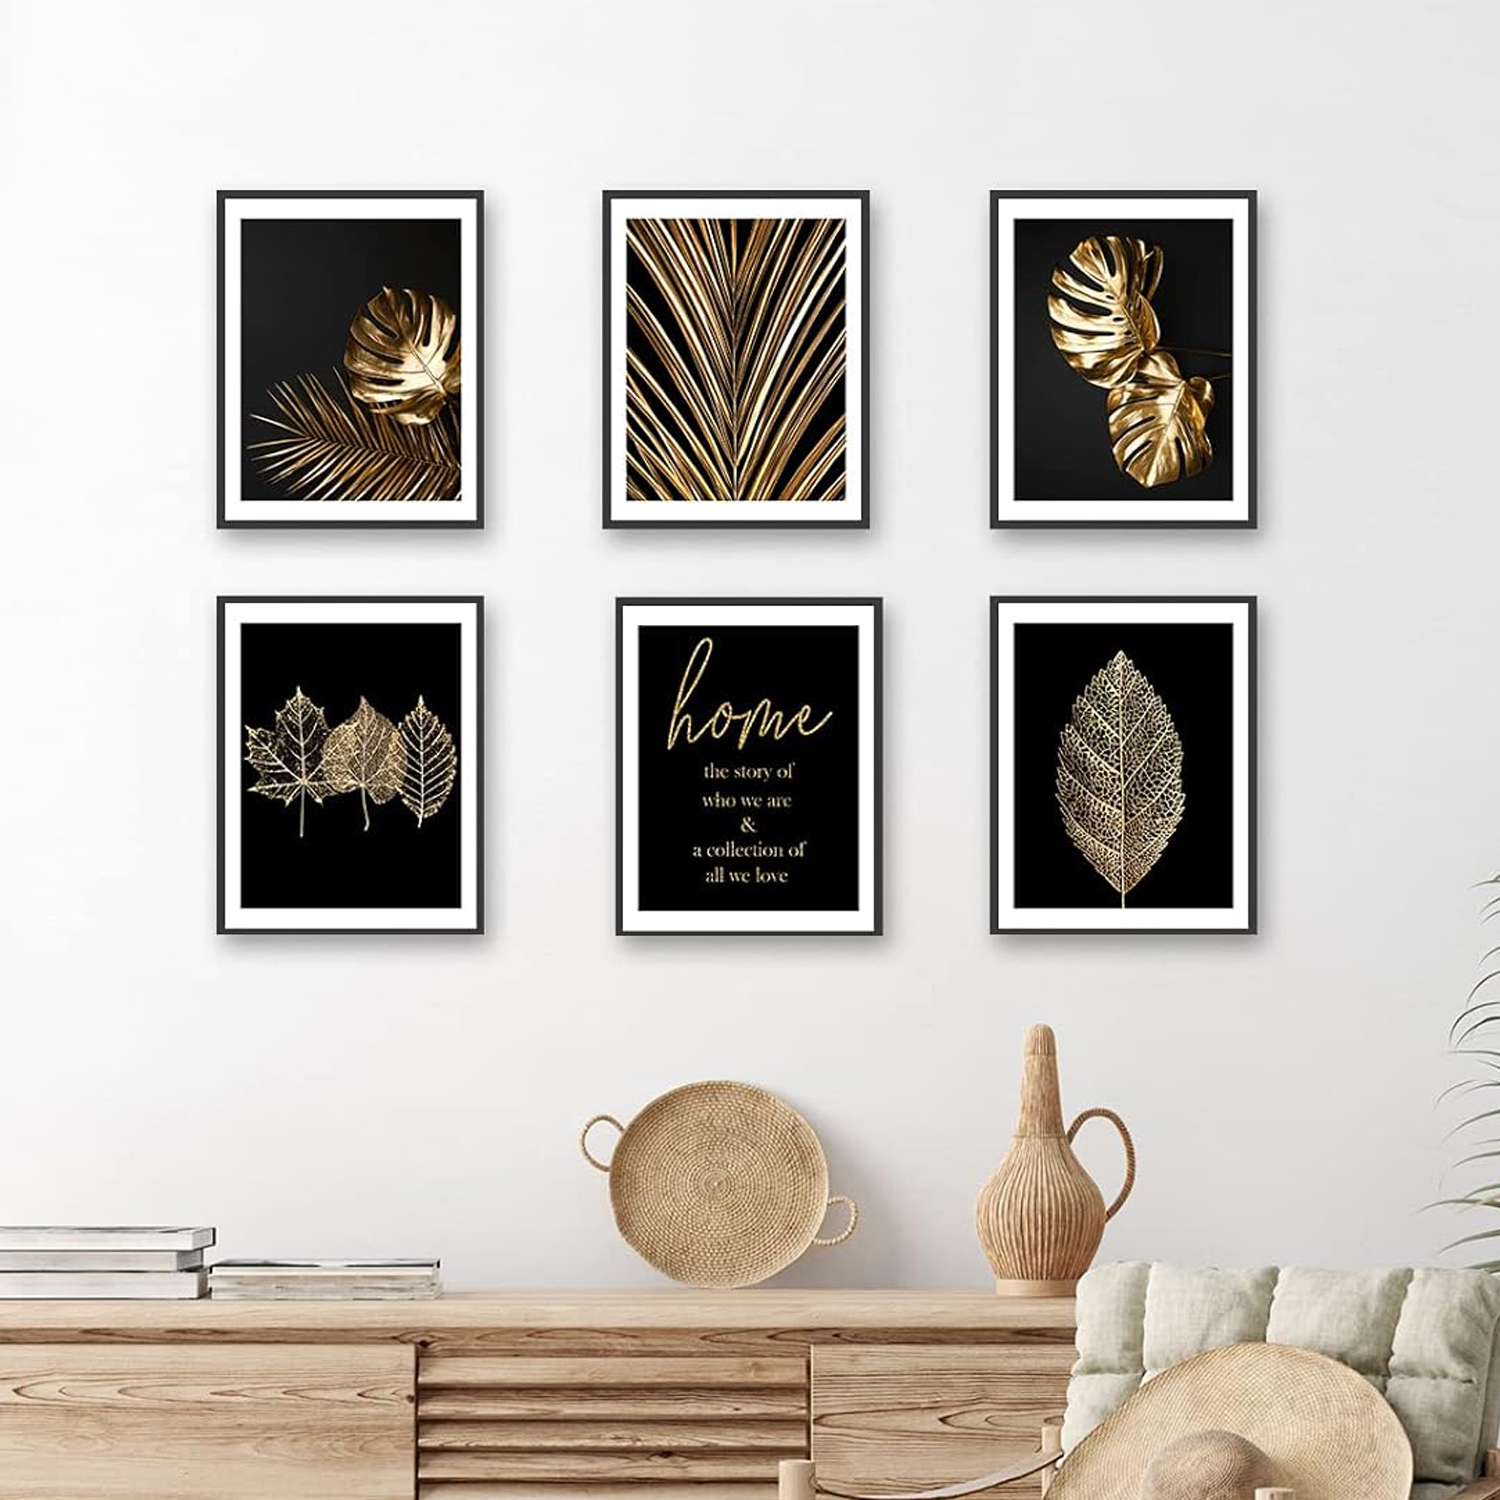 home
the story of
who we are
&
a collection of
all we love